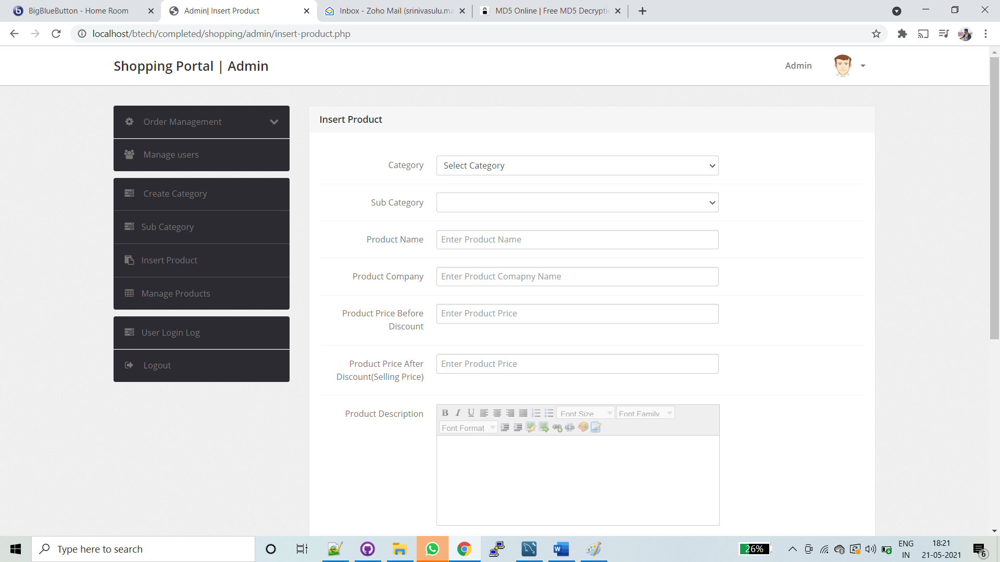 BigBlueButton - Home Room
Admin| Insert Product
Inbox - Zoho Mail (srinivasulu.ma
MD5 Online | Free MD5 Decryptic
localhost/btech/completed/shopping/admin/insert-product.php
Shopping Portal | Admin
Admin
Order Management
Manage users
Create Category
Sub Category
Insert Product
Manage Products
User Login Log
Logout
Insert Product
Category
Select Category
Sub Category
Product Name
Enter Product Name
Product Company
Enter Product Comapny Name
Product Price Before
Discount
Enter Product Price
Product Price After
Discount(Selling Price)
Enter Product Price
Product Description
B I U
Font Size
Font Family
Font Format
Type here to search
26%
ENG
IN
18:21
21-05-2021
6